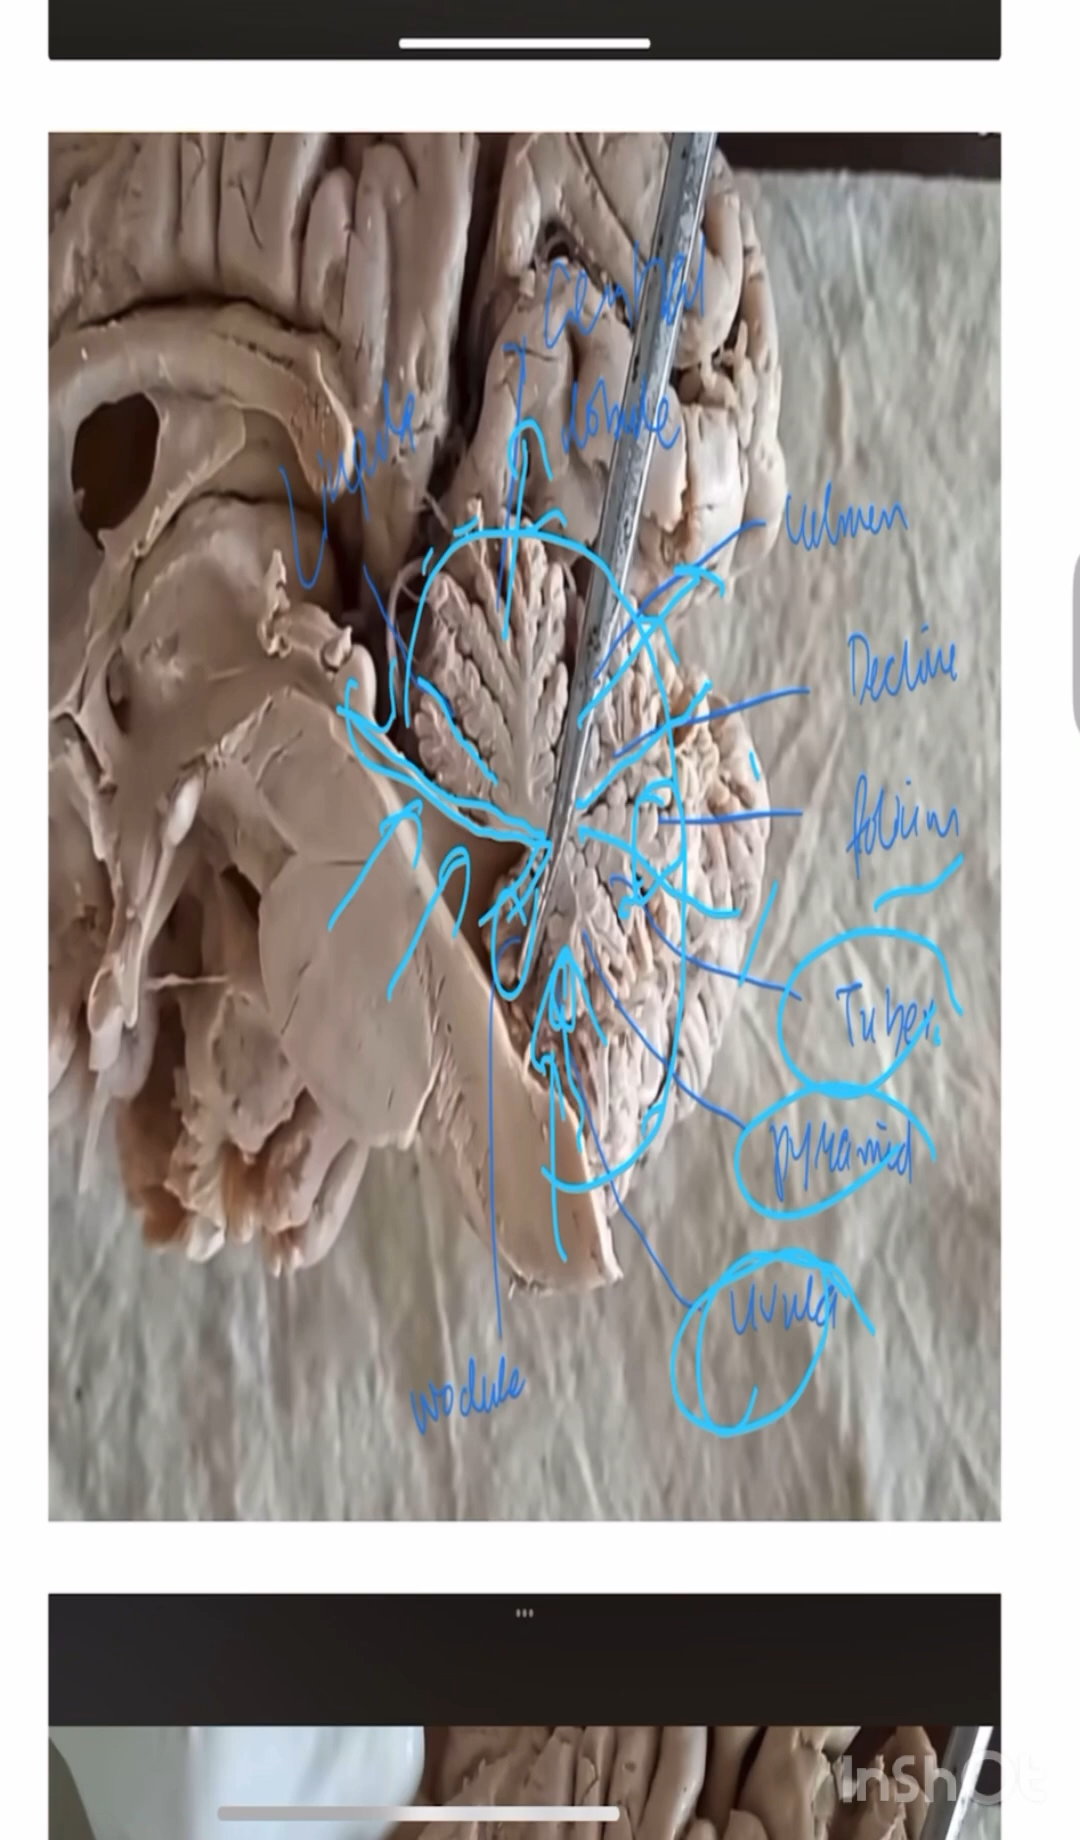 Central
lobule
Lingula
Culmen
Decline
folium
Tuber.
pyramid
uvula
nodule
InShOt